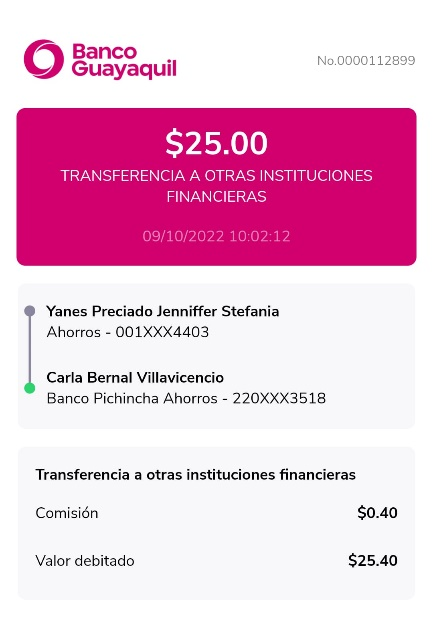 Banco
Guayaquil
No.0000112899
$25.00
TRANSFERENCIA A OTRAS INSTITUCIONES
FINANCIERAS
09/10/2022 10:02:12
Yanes Preciado Jenniffer Stefania
Ahorros - 001XXX4403
Carla Bernal Villavicencio
Banco Pichincha Ahorros - 220XXX3518
Transferencia a otras instituciones financieras
Comisión $0.40
Valor debitado $25.40